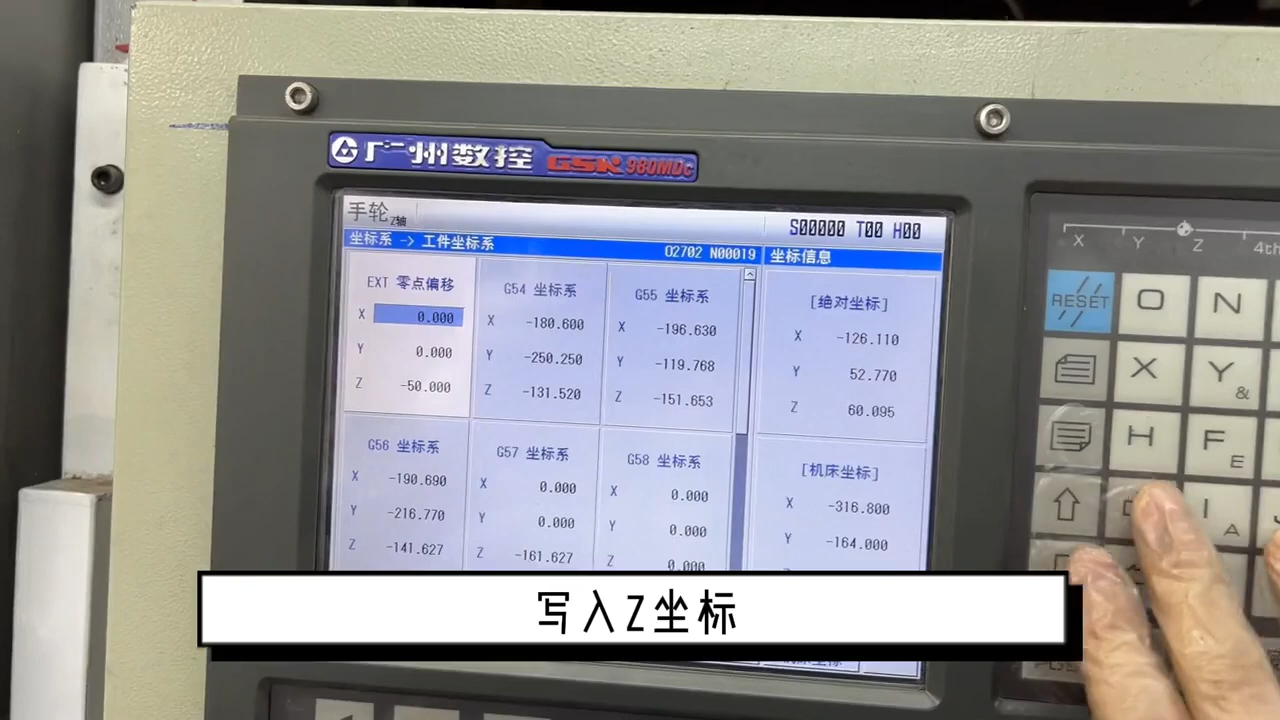 广州数控 GSK 980MDc
手轮 Z轴
S00000 T00 H00
坐标系 -> 工件坐标系 O2702 N00019
坐标信息
EXT 零点偏移
X 0.000
Y 0.000
Z -50.000
G54 坐标系
X -180.600
Y -250.250
Z -131.520
G55 坐标系
X -196.630
Y -119.768
Z -151.653
[绝对坐标]
X -126.110
Y 52.770
Z 60.095
G56 坐标系
X -190.690
Y -216.770
Z -141.627
G57 坐标系
X 0.000
Y 0.000
Z -161.627
G58 坐标系
X 0.000
Y 0.000
Z 0.000
[机床坐标]
X -316.800
Y -164.000
X Y Z 4th
RESET O N
X Y &
H F E
I A
写入Z坐标